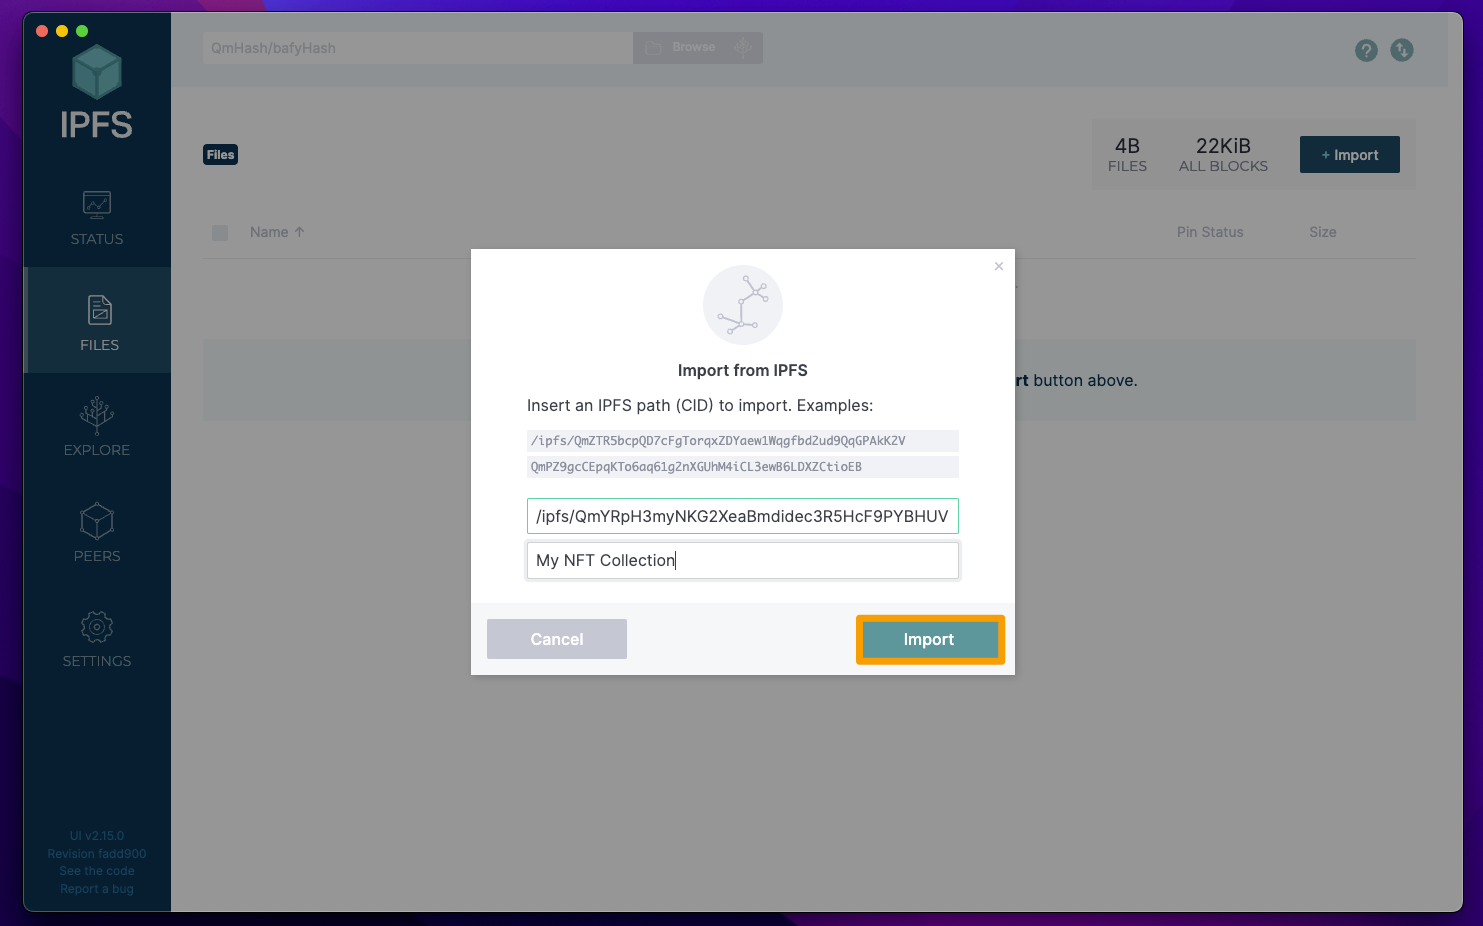 QmHash/bafyHash
Browse
IPFS
Files
4B
FILES
22KiB
ALL BLOCKS
+ Import
STATUS
Name ↑
Pin Status
Size
FILES
rt button above.
EXPLORE
PEERS
SETTINGS
UI v2.15.0
Revision fadd900
See the code
Report a bug
×
Import from IPFS
Insert an IPFS path (CID) to import. Examples:
/ipfs/QmZTR5bcpQD7cFgTorqxZDYaew1Wqgfbd2ud9QqGPAkK2V
QmPZ9gcCEpqKTo6aq61g2nXGUhM4iCL3ewB6LDXZCtioEB
/ipfs/QmYRpH3myNKG2XeaBmdidec3R5HcF9PYBHUV
My NFT Collection
Cancel
Import